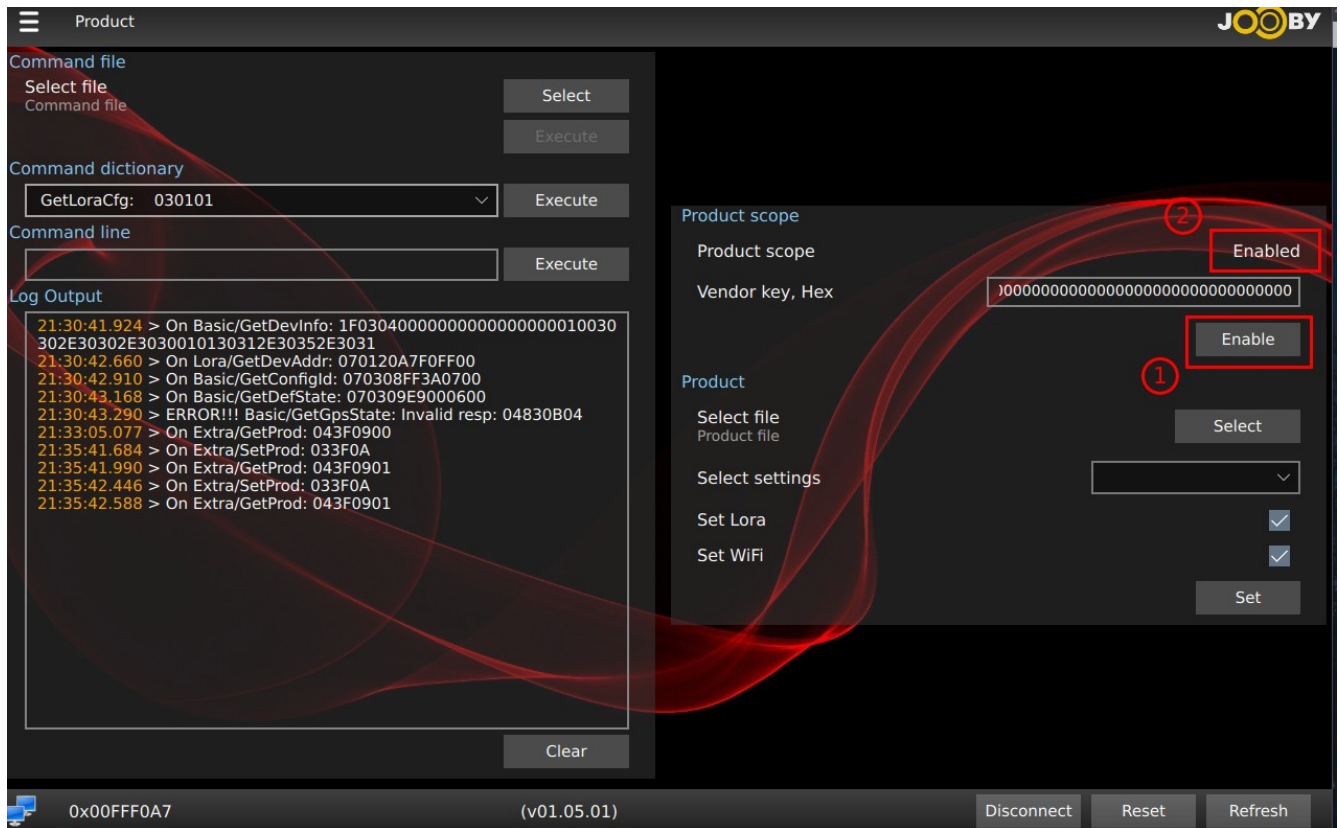 Product
JOOBY
Command file
Select file
Command file
Select
Execute
Command dictionary
GetLoraCfg: 030101
Execute
Command line
Execute
Log Output
21:30:41.924 > On Basic/GetDevInfo: 1F03040000000000000000010030
302E30302E3030010130312E30352E3031
21:30:42.660 > On Lora/GetDevAddr: 070120A7F0FF00
21:30:42.910 > On Basic/GetConfigId: 070308FF3A0700
21:30:43.168 > On Basic/GetDefState: 070309E9000600
21:30:43.290 > ERROR!!! Basic/GetGpsState: Invalid resp: 04830B04
21:33:05.077 > On Extra/GetProd: 043F0900
21:35:41.684 > On Extra/SetProd: 033F0A
21:35:41.990 > On Extra/GetProd: 043F0901
21:35:42.446 > On Extra/SetProd: 033F0A
21:35:42.588 > On Extra/GetProd: 043F0901
Clear
Product scope
2
Product scope
Enabled
Vendor key, Hex
Enable
1
Product
Select file
Product file
Select
Select settings
Set Lora
Set WiFi
Set
0x00FFF0A7
(v01.05.01)
Disconnect
Reset
Refresh